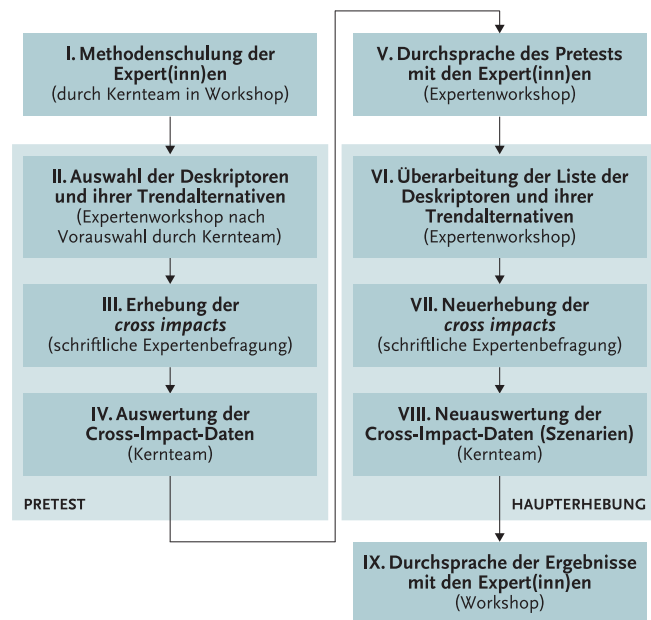 I. Methodenschulung der
Expert(inn)en
(durch Kernteam in Workshop)
II. Auswahl der Deskriptoren
und ihrer Trendalternativen
(Expertenworkshop nach
Vorauswahl durch Kernteam)
III. Erhebung der
cross impacts
(schriftliche Expertenbefragung)
IV. Auswertung der
Cross-Impact-Daten
(Kernteam)
PRETEST
V. Durchsprache des Pretests
mit den Expert(inn)en
(Expertenworkshop)
VI. Überarbeitung der Liste der
Deskriptoren und ihrer
Trendalternativen
(Expertenworkshop)
VII. Neuerhebung der
cross impacts
(schriftliche Expertenbefragung)
VIII. Neuauswertung der
Cross-Impact-Daten (Szenarien)
(Kernteam)
HAUPTERHEBUNG
IX. Durchsprache der Ergebnisse
mit den Expert(inn)en
(Workshop)